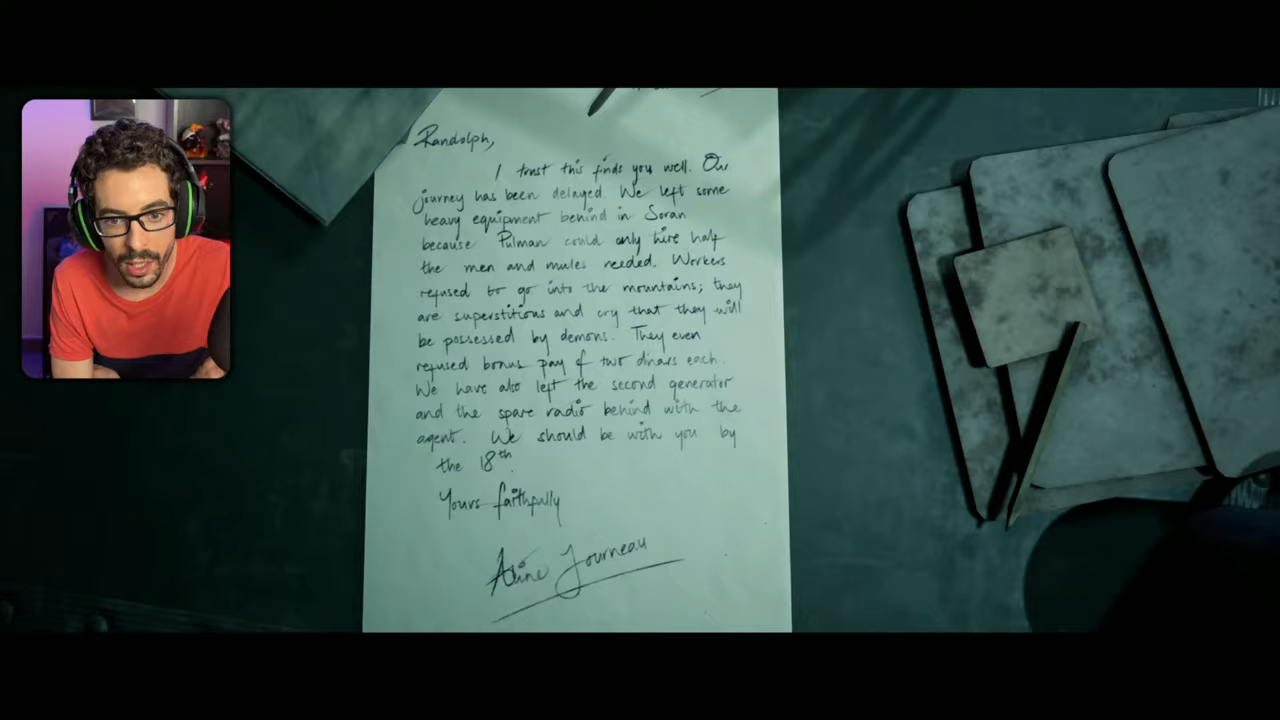 Randolph,
I trust this finds you well. Our
journey has been delayed. We left some
heavy equipment behind in Soran
because Pulman could only hire half
the men and mules needed. Workers
refused to go into the mountains; they
are superstitious and cry that they will
be possessed by demons. They even
refused bonus pay of two dinars each.
We have also left the second generator
and the spare radio behind with the
agent. We should be with you by
the 18th.
Yours faithfully
Aline Journeau